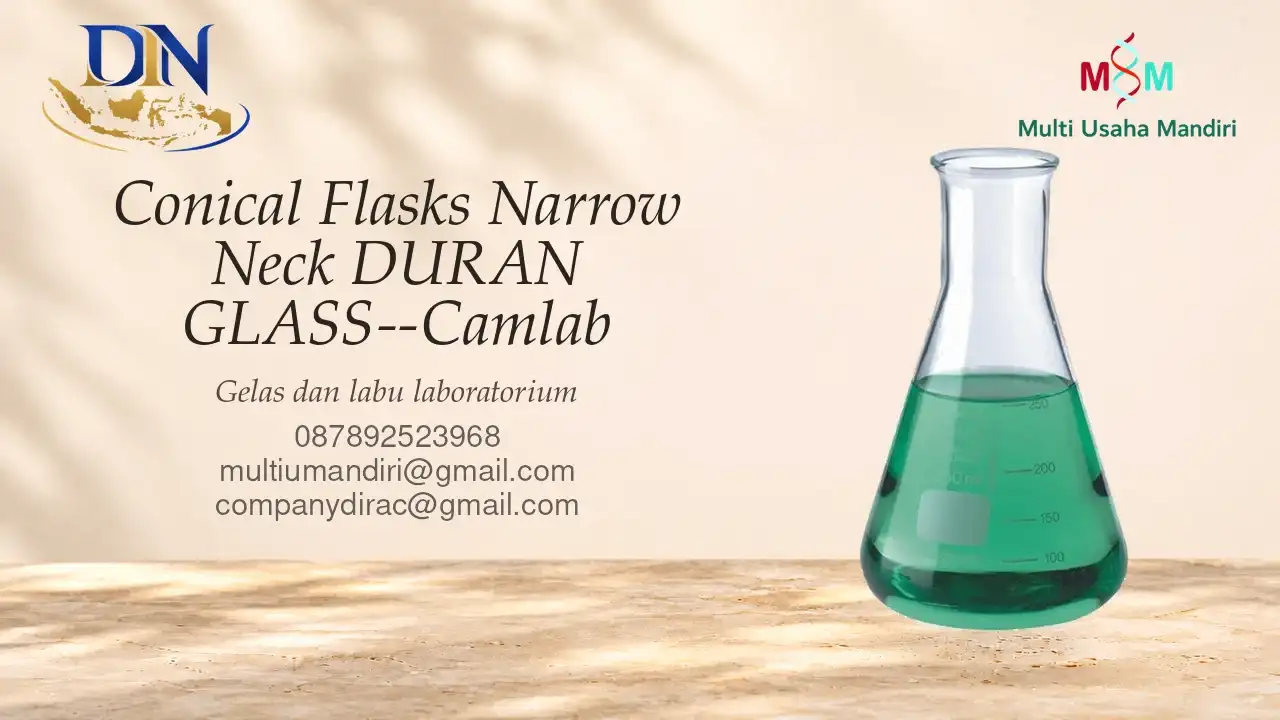 DN
M M
Multi Usaha Mandiri
Conical Flasks Narrow
Neck DURAN
GLASS--Camlab
Gelas dan labu laboratorium
087892523968
multiumandiri@gmail.com
companydirac@gmail.com
250
200
150
100